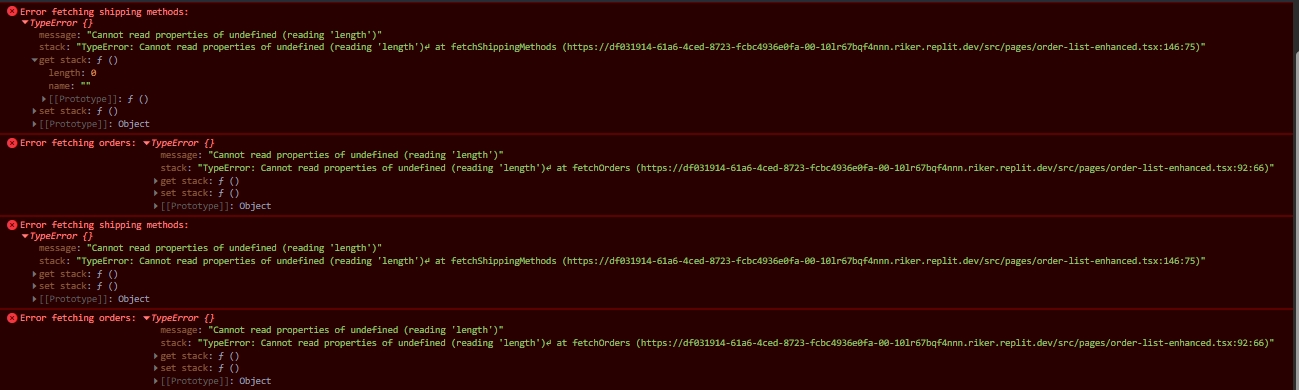 Error fetching shipping methods:
TypeError {}
message: "Cannot read properties of undefined (reading 'length')"
stack: "TypeError: Cannot read properties of undefined (reading 'length')↵ at fetchShippingMethods (https://df031914-61a6-4ced-8723-fcbc4936e0fa-00-10lr67bqf4nnn.riker.replit.dev/src/pages/order-list-enhanced.tsx:146:75)"
get stack: ƒ ()
length: 0
name: ""
[[Prototype]]: ƒ ()
set stack: ƒ ()
[[Prototype]]: Object
Error fetching orders: TypeError {}
message: "Cannot read properties of undefined (reading 'length')"
stack: "TypeError: Cannot read properties of undefined (reading 'length')↵ at fetchOrders (https://df031914-61a6-4ced-8723-fcbc4936e0fa-00-10lr67bqf4nnn.riker.replit.dev/src/pages/order-list-enhanced.tsx:92:66)"
get stack: ƒ ()
set stack: ƒ ()
[[Prototype]]: Object
Error fetching shipping methods:
TypeError {}
message: "Cannot read properties of undefined (reading 'length')"
stack: "TypeError: Cannot read properties of undefined (reading 'length')↵ at fetchShippingMethods (https://df031914-61a6-4ced-8723-fcbc4936e0fa-00-10lr67bqf4nnn.riker.replit.dev/src/pages/order-list-enhanced.tsx:146:75)"
get stack: ƒ ()
set stack: ƒ ()
[[Prototype]]: Object
Error fetching orders: TypeError {}
message: "Cannot read properties of undefined (reading 'length')"
stack: "TypeError: Cannot read properties of undefined (reading 'length')↵ at fetchOrders (https://df031914-61a6-4ced-8723-fcbc4936e0fa-00-10lr67bqf4nnn.riker.replit.dev/src/pages/order-list-enhanced.tsx:92:66)"
get stack: ƒ ()
set stack: ƒ ()
[[Prototype]]: Object